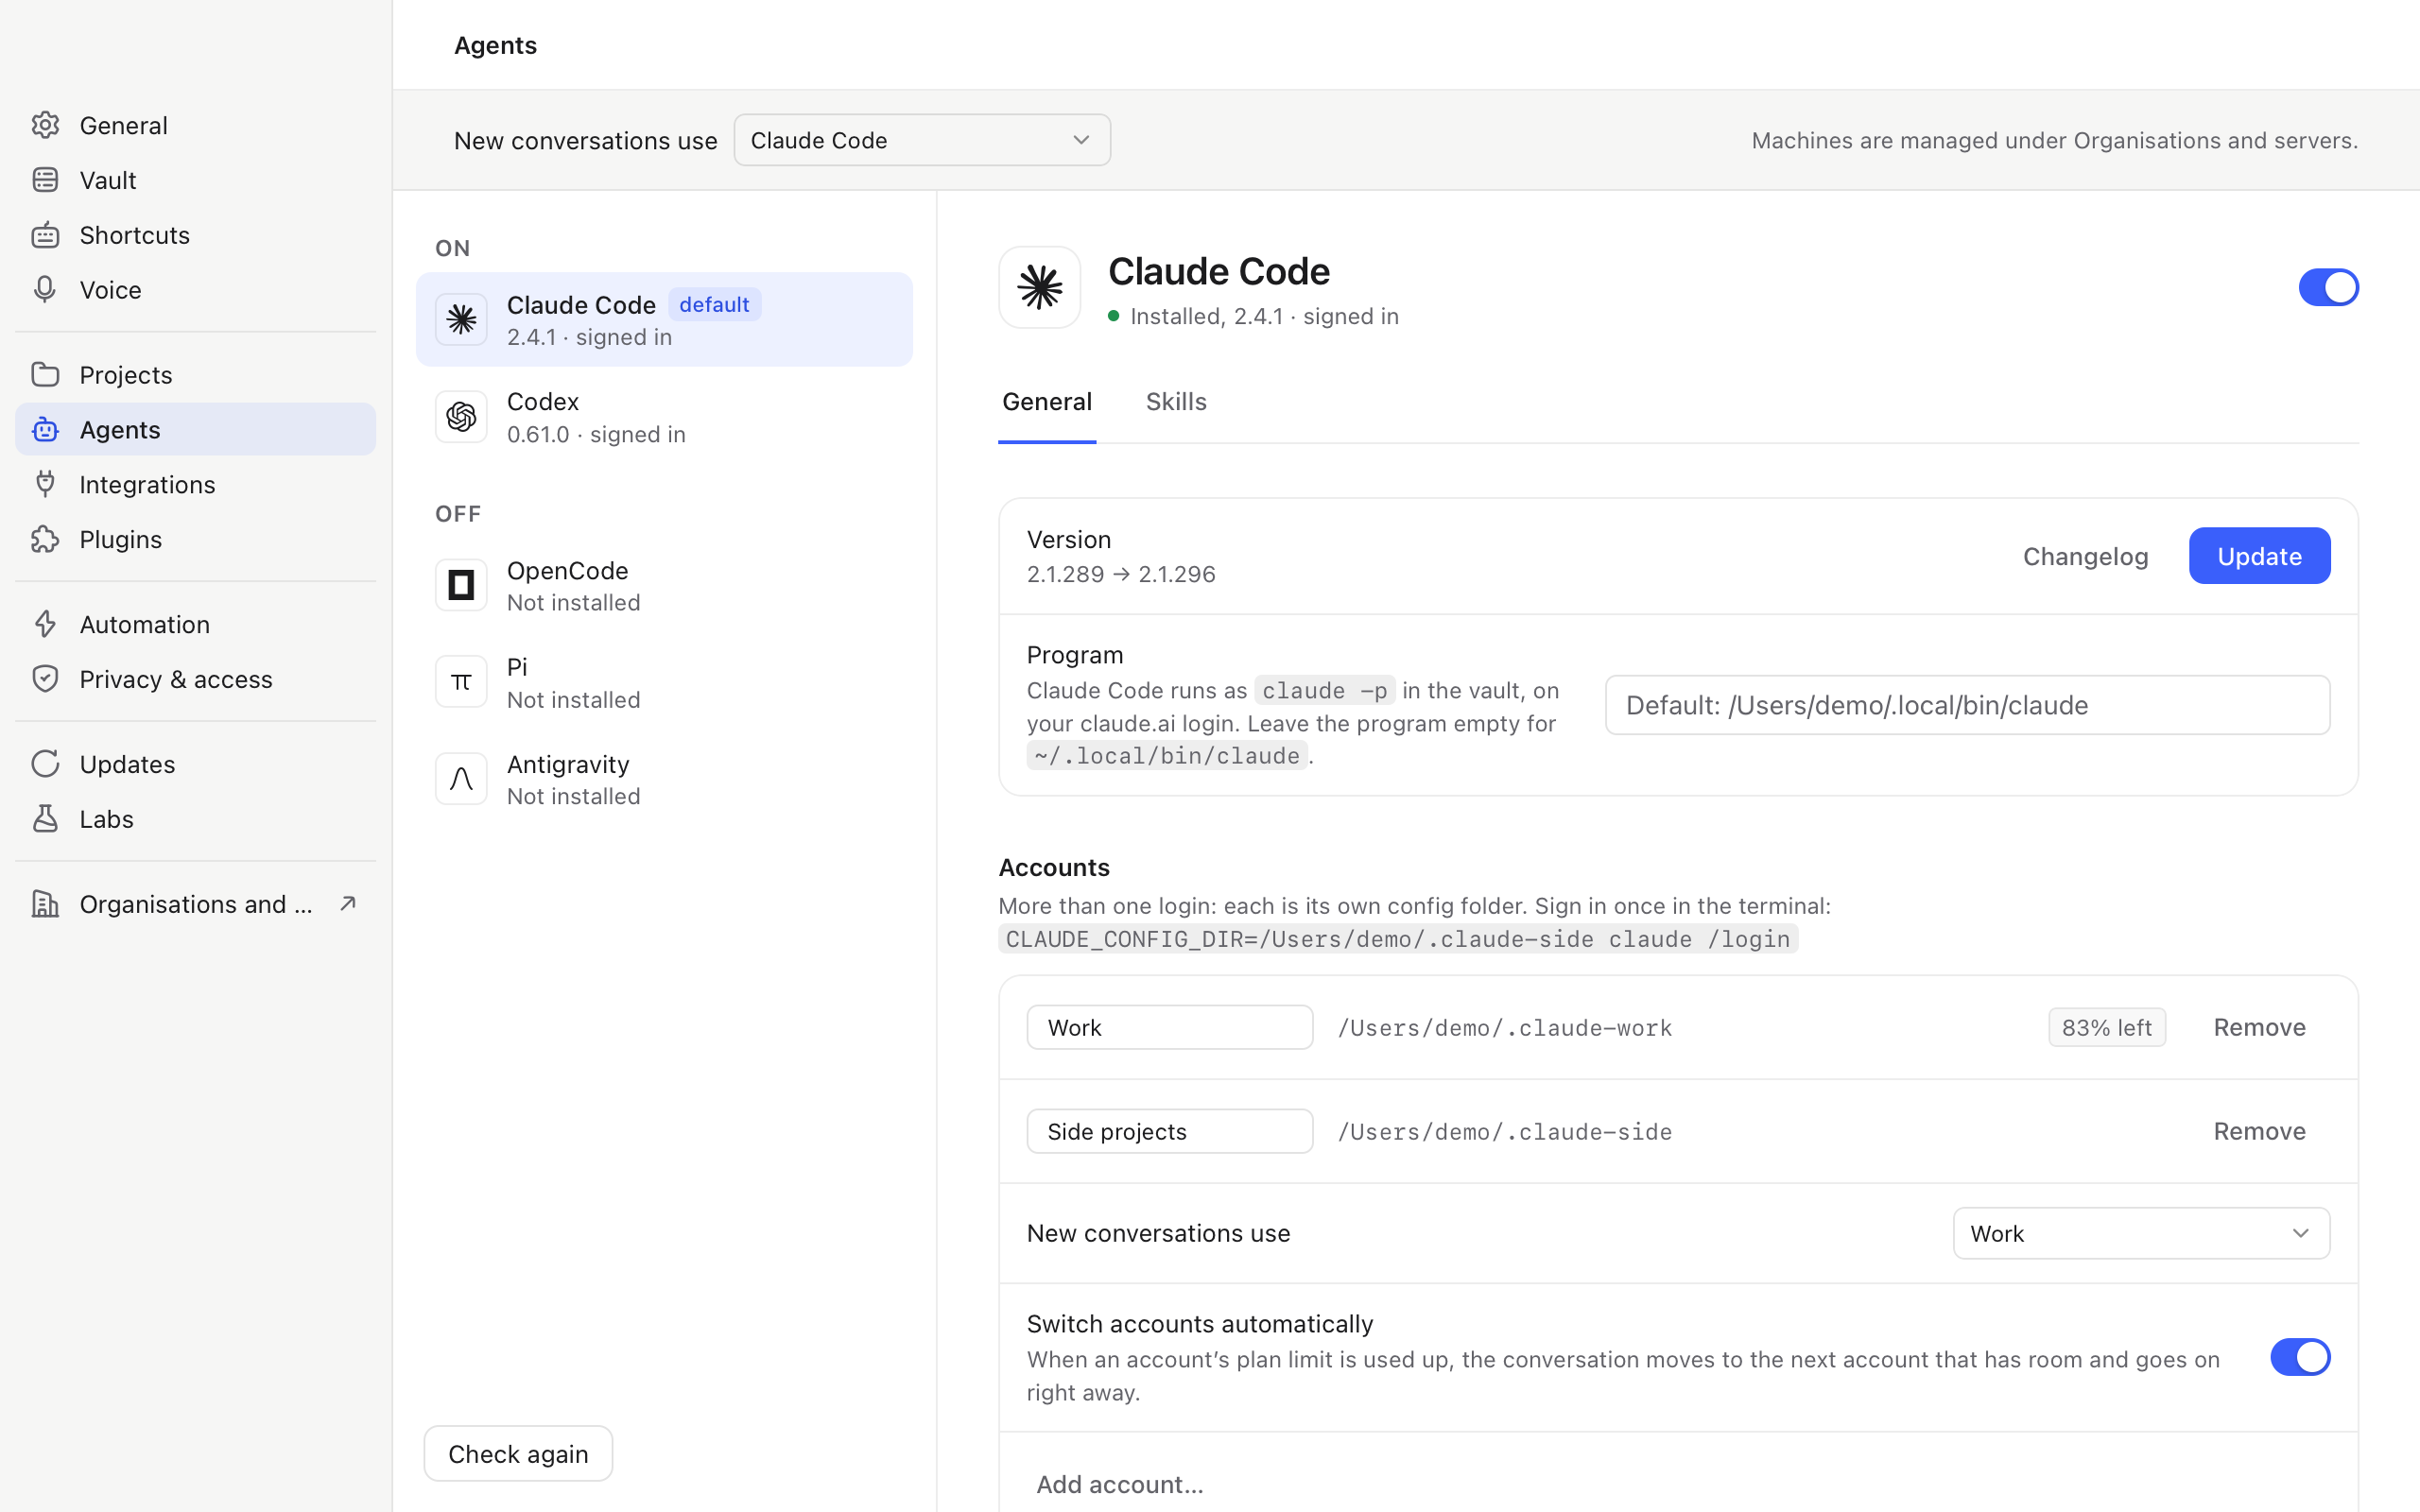 Agents
General
Vault
Shortcuts
Voice
Projects
Agents
Integrations
Plugins
Automation
Privacy & access
Updates
Labs
Organisations and ...
New conversations use
Claude Code
Machines are managed under Organisations and servers.
ON
Claude Code default
2.4.1 · signed in
Codex
0.61.0 · signed in
OFF
OpenCode
Not installed
Pi
Not installed
Antigravity
Not installed
Check again
Claude Code
Installed, 2.4.1 · signed in
General Skills
Version
2.1.289 → 2.1.296
Changelog
Update
Program
Claude Code runs as claude -p in the vault, on
your claude.ai login. Leave the program empty for
~/.local/bin/claude.
Default: /Users/demo/.local/bin/claude
Accounts
More than one login: each is its own config folder. Sign in once in the terminal:
CLAUDE_CONFIG_DIR=/Users/demo/.claude-side claude /login
Work /Users/demo/.claude-work 83% left Remove
Side projects /Users/demo/.claude-side Remove
New conversations use Work
Switch accounts automatically
When an account’s plan limit is used up, the conversation moves to the next account that has room and goes on
right away.
Add account...